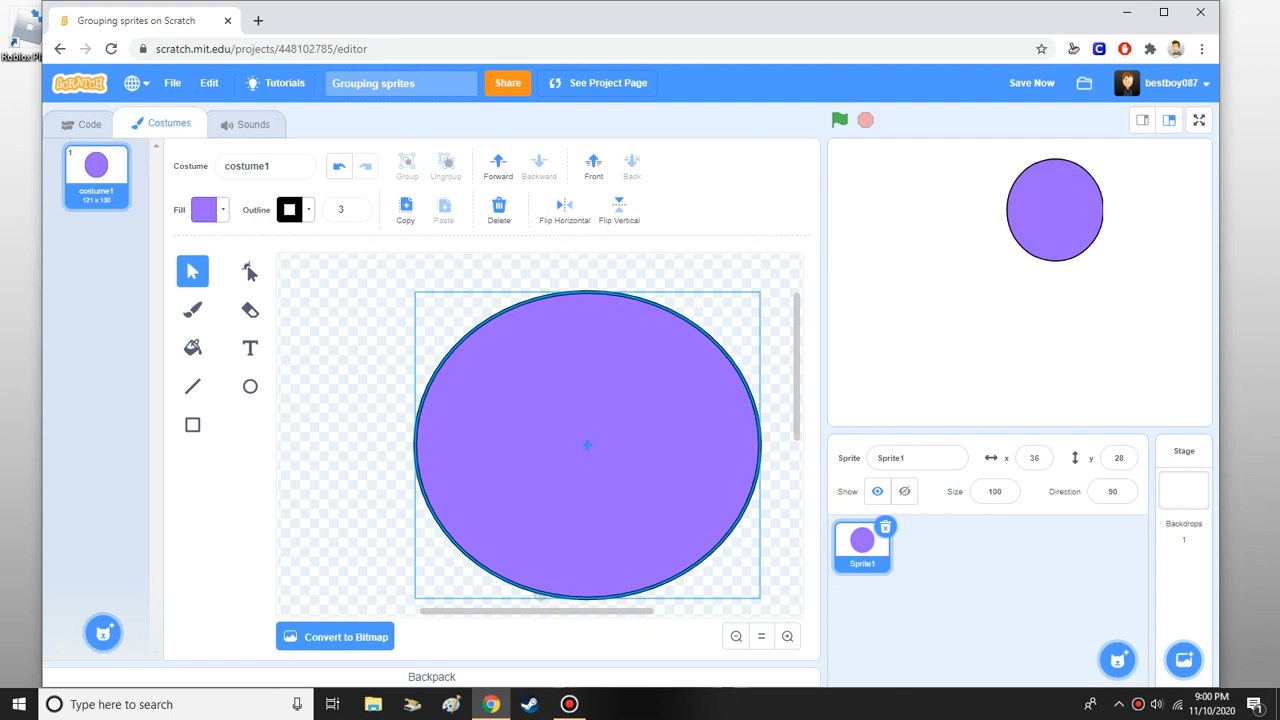 Roblox Pl
Grouping sprites on Scratch
scratch.mit.edu/projects/448102785/editor
SCRATCH
File
Edit
Tutorials
Grouping sprites
Share
See Project Page
Save Now
bestboy087
Code
Costumes
Sounds
1
costume1
121 x 130
Costume
costume1
Group
Ungroup
Forward
Backward
Front
Back
Fill
Outline
3
Copy
Paste
Delete
Flip Horizontal
Flip Vertical
T
Convert to Bitmap
Backpack
Sprite
Sprite1
x
36
y
28
Show
Size
100
Direction
90
Sprite1
Stage
Backdrops
1
Type here to search
9:00 PM
11/10/2020
1